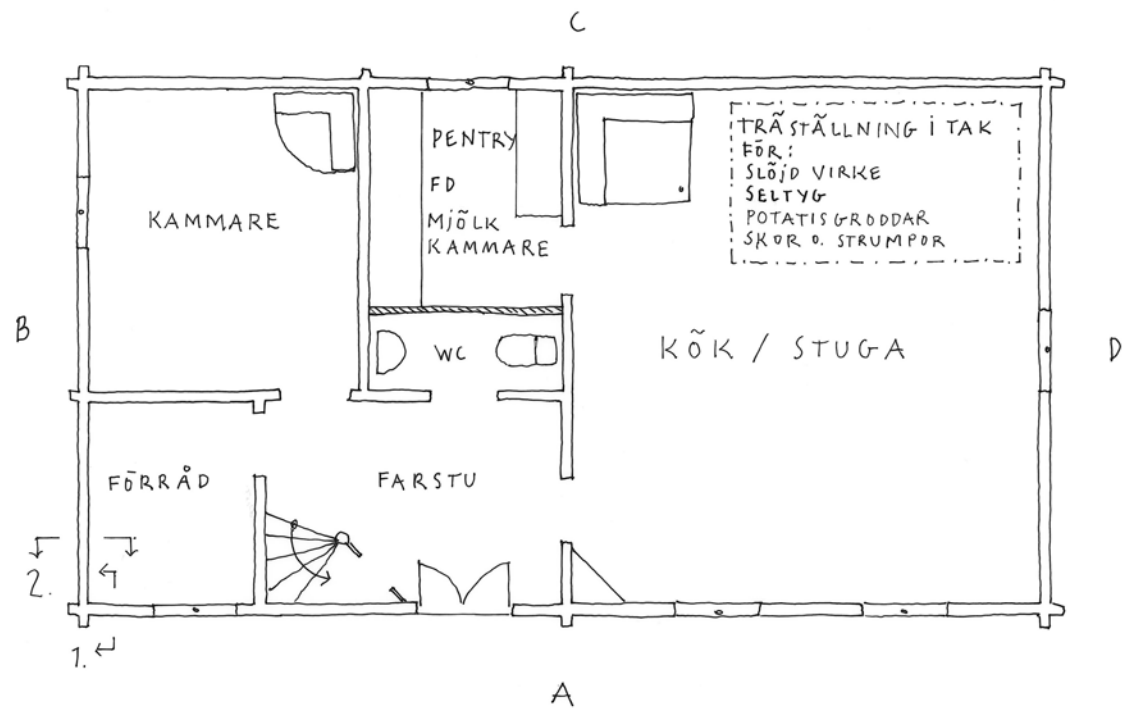 C
PENTRY
FD
MJÖLK
KAMMARE
TRÄSTÄLLNING I TAK
FÖR:
SLÖJD VIRKE
SELTYG
POTATISGRODDAR
SKOR O. STRUMPOR
KAMMARE
B
WC
KÖK / STUGA
D
FÖRRÅD
FARSTU
2.
1.
A